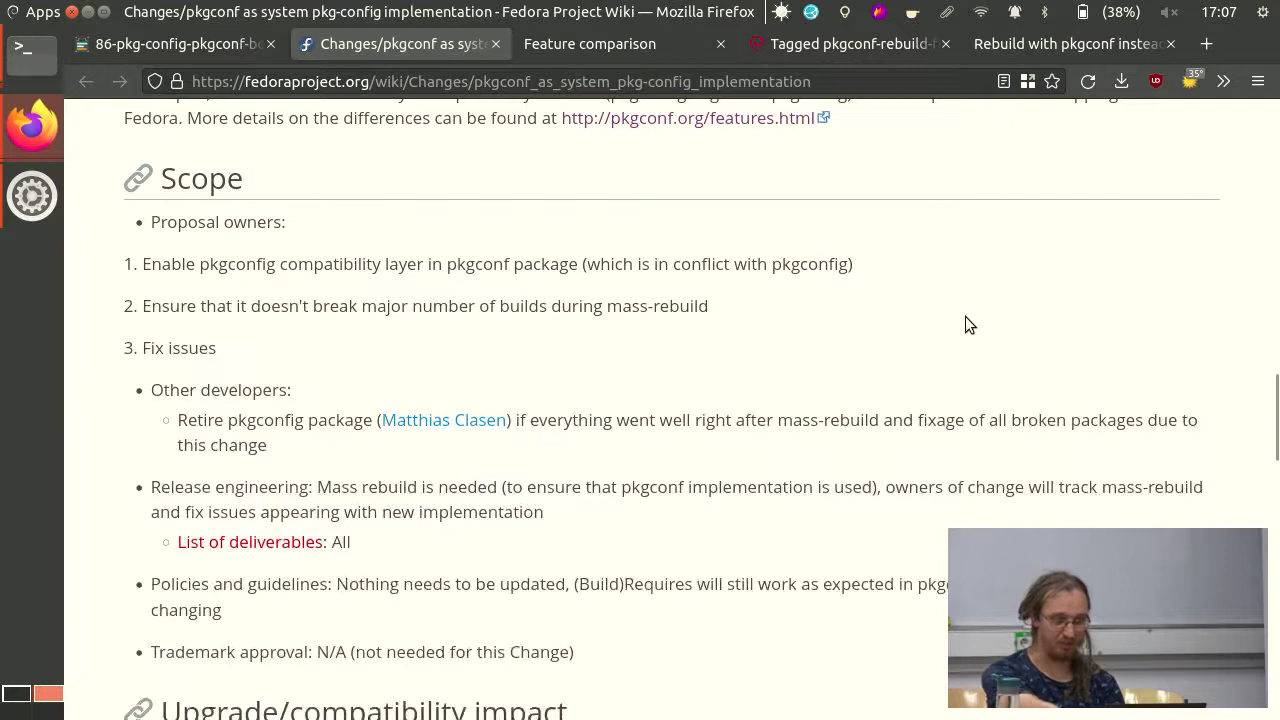 Apps Changes/pkgconf as system pkg-config implementation - Fedora Project Wiki — Mozilla Firefox (38%) 17:07
86-pkg-config-pkgconf-bo Changes/pkgconf as syste Feature comparison Tagged pkgconf-rebuild-f Rebuild with pkgconf instea
https://fedoraproject.org/wiki/Changes/pkgconf_as_system_pkg-config_implementation 35°
Fedora. More details on the differences can be found at http://pkgconf.org/features.html
Scope
• Proposal owners:
1. Enable pkgconfig compatibility layer in pkgconf package (which is in conflict with pkgconfig)
2. Ensure that it doesn't break major number of builds during mass-rebuild
3. Fix issues
• Other developers:
○ Retire pkgconfig package (Matthias Clasen) if everything went well right after mass-rebuild and fixage of all broken packages due to
this change
• Release engineering: Mass rebuild is needed (to ensure that pkgconf implementation is used), owners of change will track mass-rebuild
and fix issues appearing with new implementation
○ List of deliverables: All
• Policies and guidelines: Nothing needs to be updated, (Build)Requires will still work as expected in
changing
• Trademark approval: N/A (not needed for this Change)
Upgrade/compatibility impact